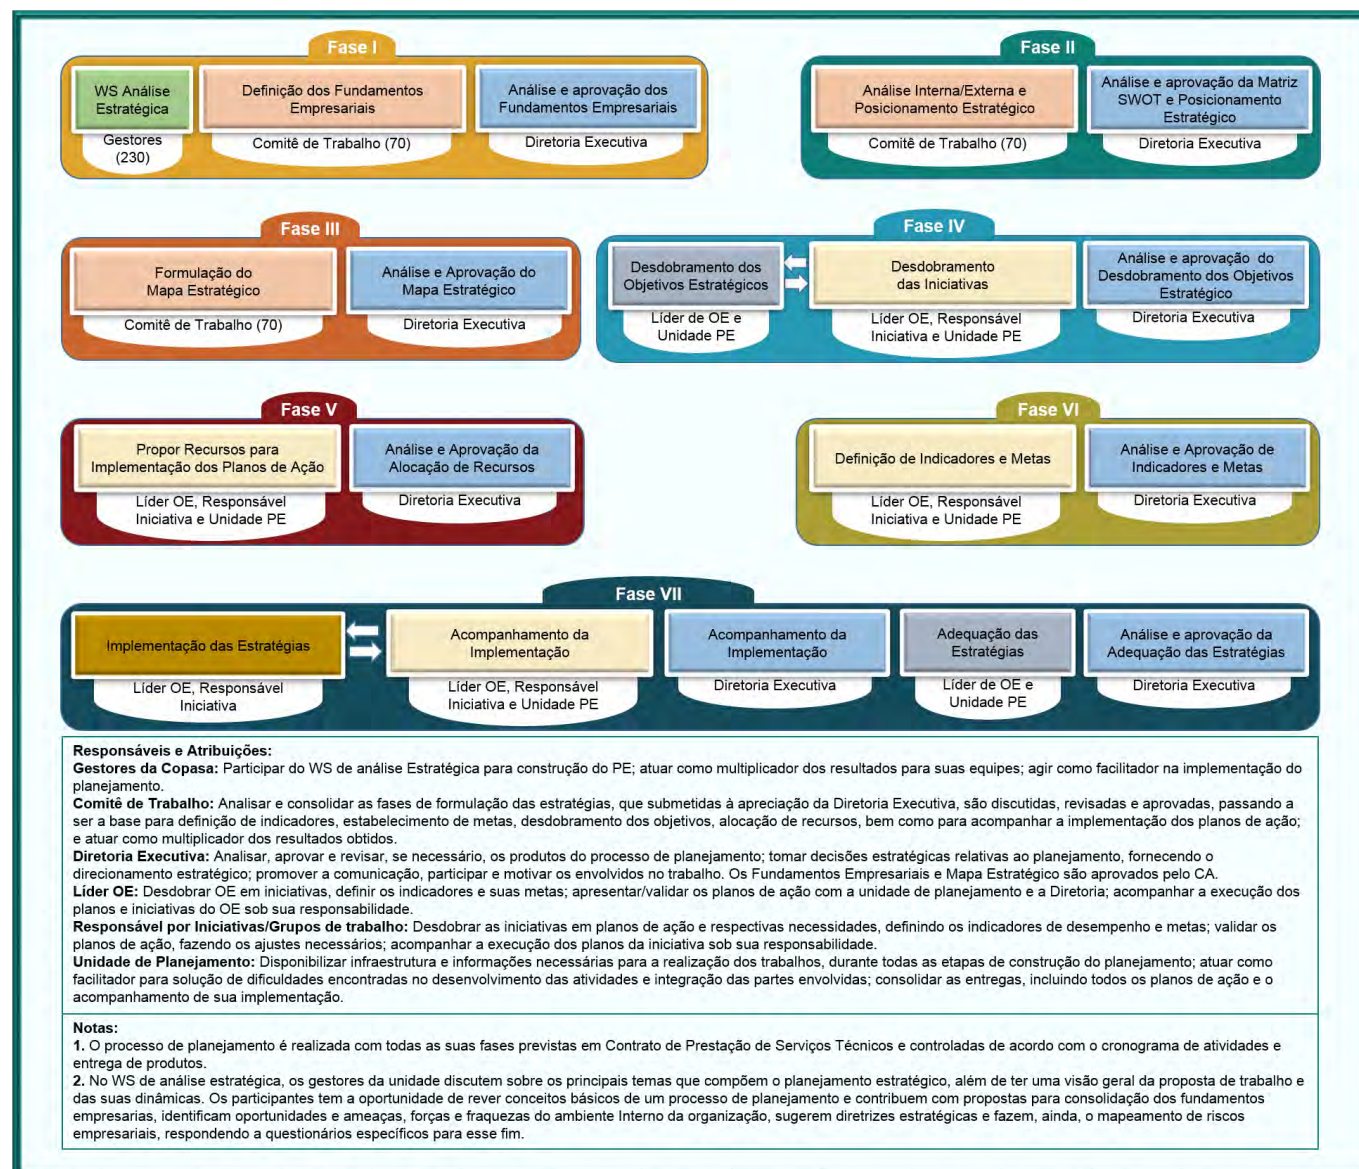 Fase I
WS Análise
Estratégica
Gestores
(230)
Definição dos Fundamentos
Empresariais
Comitê de Trabalho (70)
Análise e aprovação dos
Fundamentos Empresariais
Diretoria Executiva
Fase II
Análise Interna/Externa e
Posicionamento Estratégico
Comitê de Trabalho (70)
Análise e aprovação da Matriz
SWOT e Posicionamento
Estratégico
Diretoria Executiva
Fase III
Formulação do
Mapa Estratégico
Comitê de Trabalho (70)
Análise e Aprovação do
Mapa Estratégico
Diretoria Executiva
Fase IV
Desdobramento dos
Objetivos Estratégicos
Líder de OE e
Unidade PE
Desdobramento
das Iniciativas
Líder OE, Responsável
Iniciativa e Unidade PE
Análise e aprovação do
Desdobramento dos Objetivos
Estratégico
Diretoria Executiva
Fase V
Propor Recursos para
Implementação dos Planos de Ação
Líder OE, Responsável
Iniciativa e Unidade PE
Análise e Aprovação da
Alocação de Recursos
Diretoria Executiva
Fase VI
Definição de Indicadores e Metas
Líder OE, Responsável
Iniciativa e Unidade PE
Análise e Aprovação de
Indicadores e Metas
Diretoria Executiva
Fase VII
Implementação das Estratégias
Líder OE, Responsável
Iniciativa
Acompanhamento da
Implementação
Líder OE, Responsável
Iniciativa e Unidade PE
Acompanhamento da
Implementação
Diretoria Executiva
Adequação das
Estratégias
Líder de OE e
Unidade PE
Análise e aprovação da
Adequação das Estratégias
Diretoria Executiva
Responsáveis e Atribuições:
Gestores da Copasa: Participar do WS de análise Estratégica para construção do PE; atuar como multiplicador dos resultados para suas equipes; agir como facilitador na implementação do
planejamento.
Comitê de Trabalho: Analisar e consolidar as fases de formulação das estratégias, que submetidas à apreciação da Diretoria Executiva, são discutidas, revisadas e aprovadas, passando a
ser a base para definição de indicadores, estabelecimento de metas, desdobramento dos objetivos, alocação de recursos, bem como para acompanhar a implementação dos planos de ação;
e atuar como multiplicador dos resultados obtidos.
Diretoria Executiva: Analisar, aprovar e revisar, se necessário, os produtos do processo de planejamento; tomar decisões estratégicas relativas ao planejamento, fornecendo o
direcionamento estratégico; promover a comunicação, participar e motivar os envolvidos no trabalho. Os Fundamentos Empresariais e Mapa Estratégico são aprovados pelo CA.
Líder OE: Desdobrar OE em iniciativas, definir os indicadores e suas metas; apresentar/validar os planos de ação com a unidade de planejamento e a Diretoria; acompanhar a execução dos
planos e iniciativas do OE sob sua responsabilidade.
Responsável por Iniciativas/Grupos de trabalho: Desdobrar as iniciativas em planos de ação e respectivas necessidades, definindo os indicadores de desempenho e metas; validar os
planos de ação, fazendo os ajustes necessários; acompanhar a execução dos planos da iniciativa sob sua responsabilidade.
Unidade de Planejamento: Disponibilizar infraestrutura e informações necessárias para a realização dos trabalhos, durante todas as etapas de construção do planejamento; atuar como
facilitador para solução de dificuldades encontradas no desenvolvimento das atividades e integração das partes envolvidas; consolidar as entregas, incluindo todos os planos de ação e o
acompanhamento de sua implementação.
Notas:
1. O processo de planejamento é realizada com todas as suas fases previstas em Contrato de Prestação de Serviços Técnicos e controladas de acordo com o cronograma de atividades e
entrega de produtos.
2. No WS de análise estratégica, os gestores da unidade discutem sobre os principais temas que compõem o planejamento estratégico, além de ter uma visão geral da proposta de trabalho e
das suas dinâmicas. Os participantes tem a oportunidade de rever conceitos básicos de um processo de planejamento e contribuem com propostas para consolidação dos fundamentos
empresarias, identificam oportunidades e ameaças, forças e fraquezas do ambiente Interno da organização, sugerem diretrizes estratégicas e fazem, ainda, o mapeamento de riscos
empresariais, respondendo a questionários específicos para esse fim.